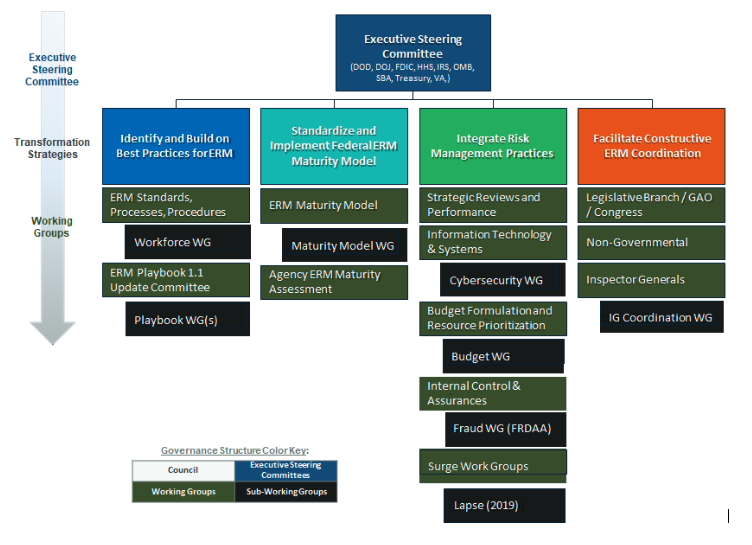 Executive
Steering
Committee
Transformation
Strategies
Working
Groups
Executive Steering
Committee
(DOD, DOJ, FDIC, HHS, IRS, OMB,
SBA, Treasury, VA,)
Identify and Build on
Best Practices for ERM
ERM Standards,
Processes, Procedures
Workforce WG
ERM Playbook 1.1
Update Committee
Playbook WG(s)
Standardize and
Implement Federal ERM
Maturity Model
ERM Maturity Model
Maturity Model WG
Agency ERM Maturity
Assessment
Integrate Risk
Management Practices
Strategic Reviews and
Performance
Information Technology
& Systems
Cybersecurity WG
Budget Formulation and
Resource Prioritization
Budget WG
Internal Control &
Assurances
Fraud WG (FRDAA)
Surge Work Groups
Lapse (2019)
Facilitate Constructive
ERM Coordination
Legislative Branch / GAO
/ Congress
Non-Governmental
Inspector Generals
IG Coordination WG
Governance Structure Color Key:
Council
Executive Steering
Committees
Working Groups
Sub-Working Groups